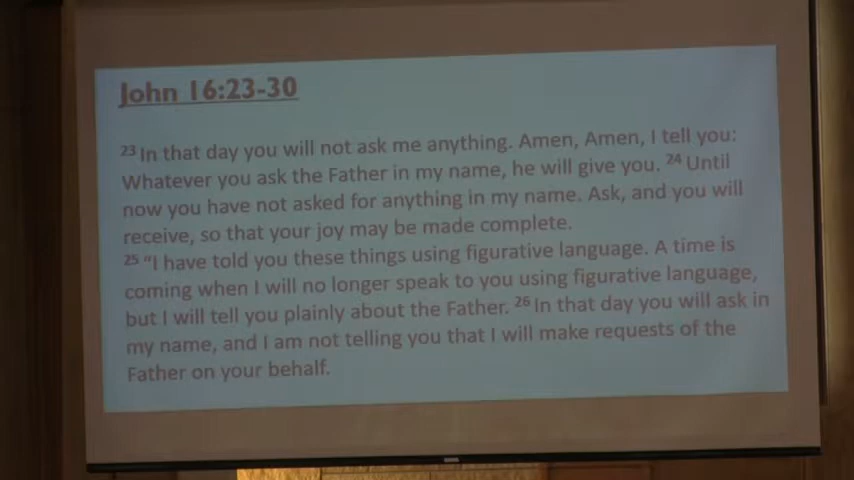 John 16:23-30
23 In that day you will not ask me anything. Amen, Amen, I tell you:
Whatever you ask the Father in my name, he will give you. 24 Until
now you have not asked for anything in my name. Ask, and you will
receive, so that your joy may be made complete.
25 “I have told you these things using figurative language. A time is
coming when I will no longer speak to you using figurative language,
but I will tell you plainly about the Father. 26 In that day you will ask in
my name, and I am not telling you that I will make requests of the
Father on your behalf.